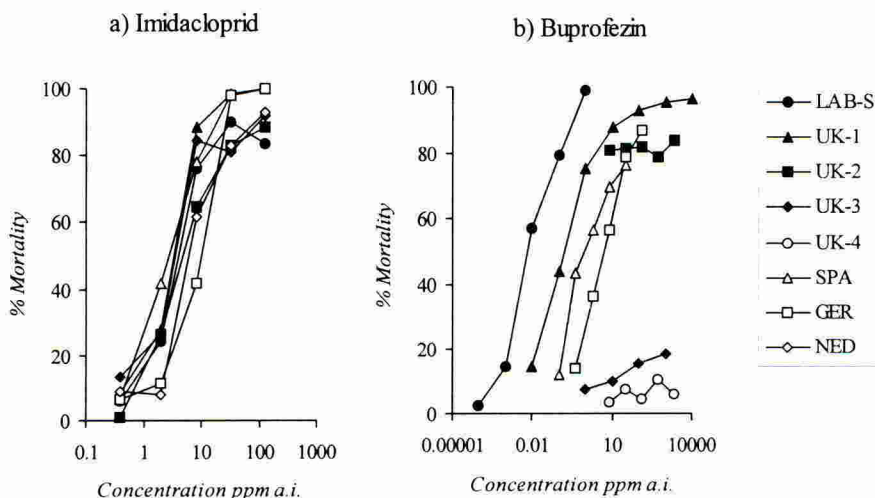 a) Imidacloprid
100
80
60
40
20
0
% Mortality
0.1 1 10 100 1000
Concentration ppm a.i.
b) Buprofezin
100
80
60
40
20
0
% Mortality
0.00001 0.01 10 10000
Concentration ppm a.i.
LAB-S
UK-1
UK-2
UK-3
UK-4
SPA
GER
NED